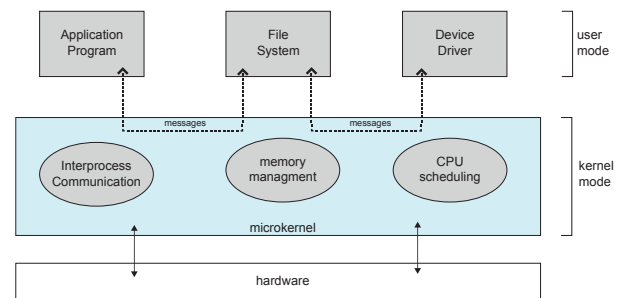 Application
Program
File
System
Device
Driver
user
mode
messages
messages
Interprocess
Communication
memory
managment
CPU
scheduling
kernel
mode
microkernel
hardware